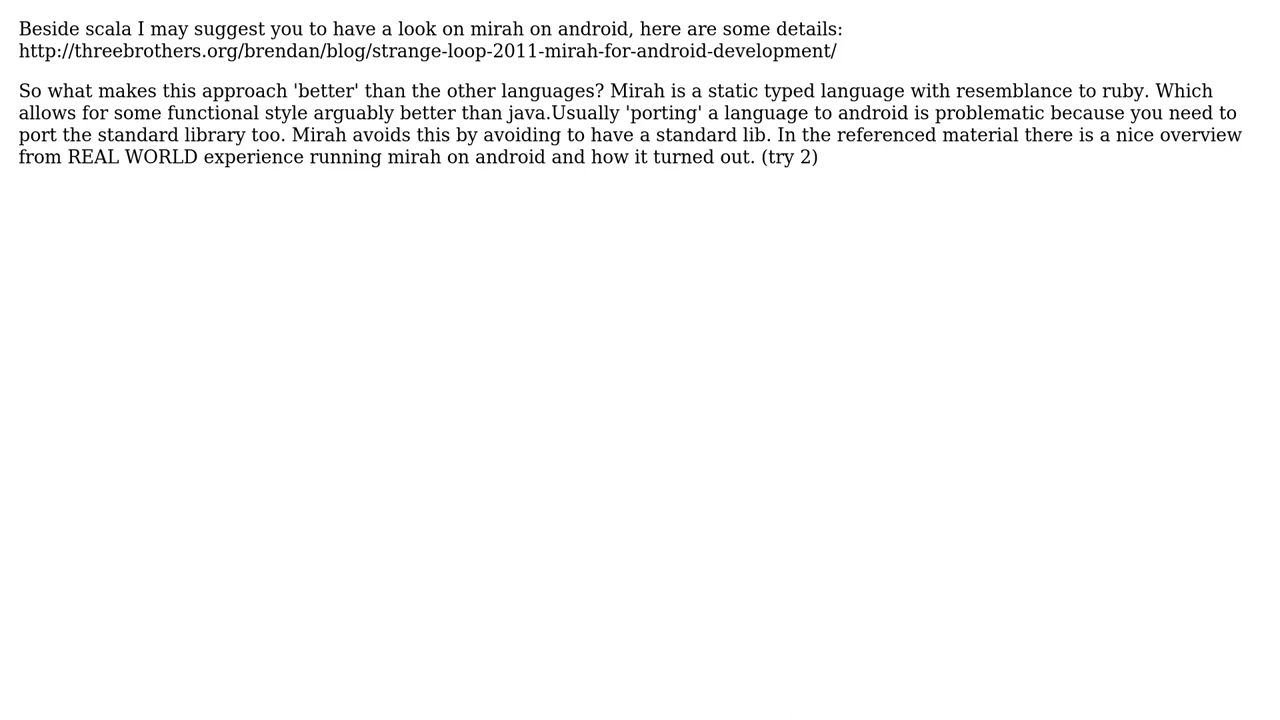 Beside scala I may suggest you to have a look on mirah on android, here are some details:
http://threebrothers.org/brendan/blog/strange-loop-2011-mirah-for-android-development/
So what makes this approach 'better' than the other languages? Mirah is a static typed language with resemblance to ruby. Which
allows for some functional style arguably better than java.Usually 'porting' a language to android is problematic because you need to
port the standard library too. Mirah avoids this by avoiding to have a standard lib. In the referenced material there is a nice overview
from REAL WORLD experience running mirah on android and how it turned out. (try 2)